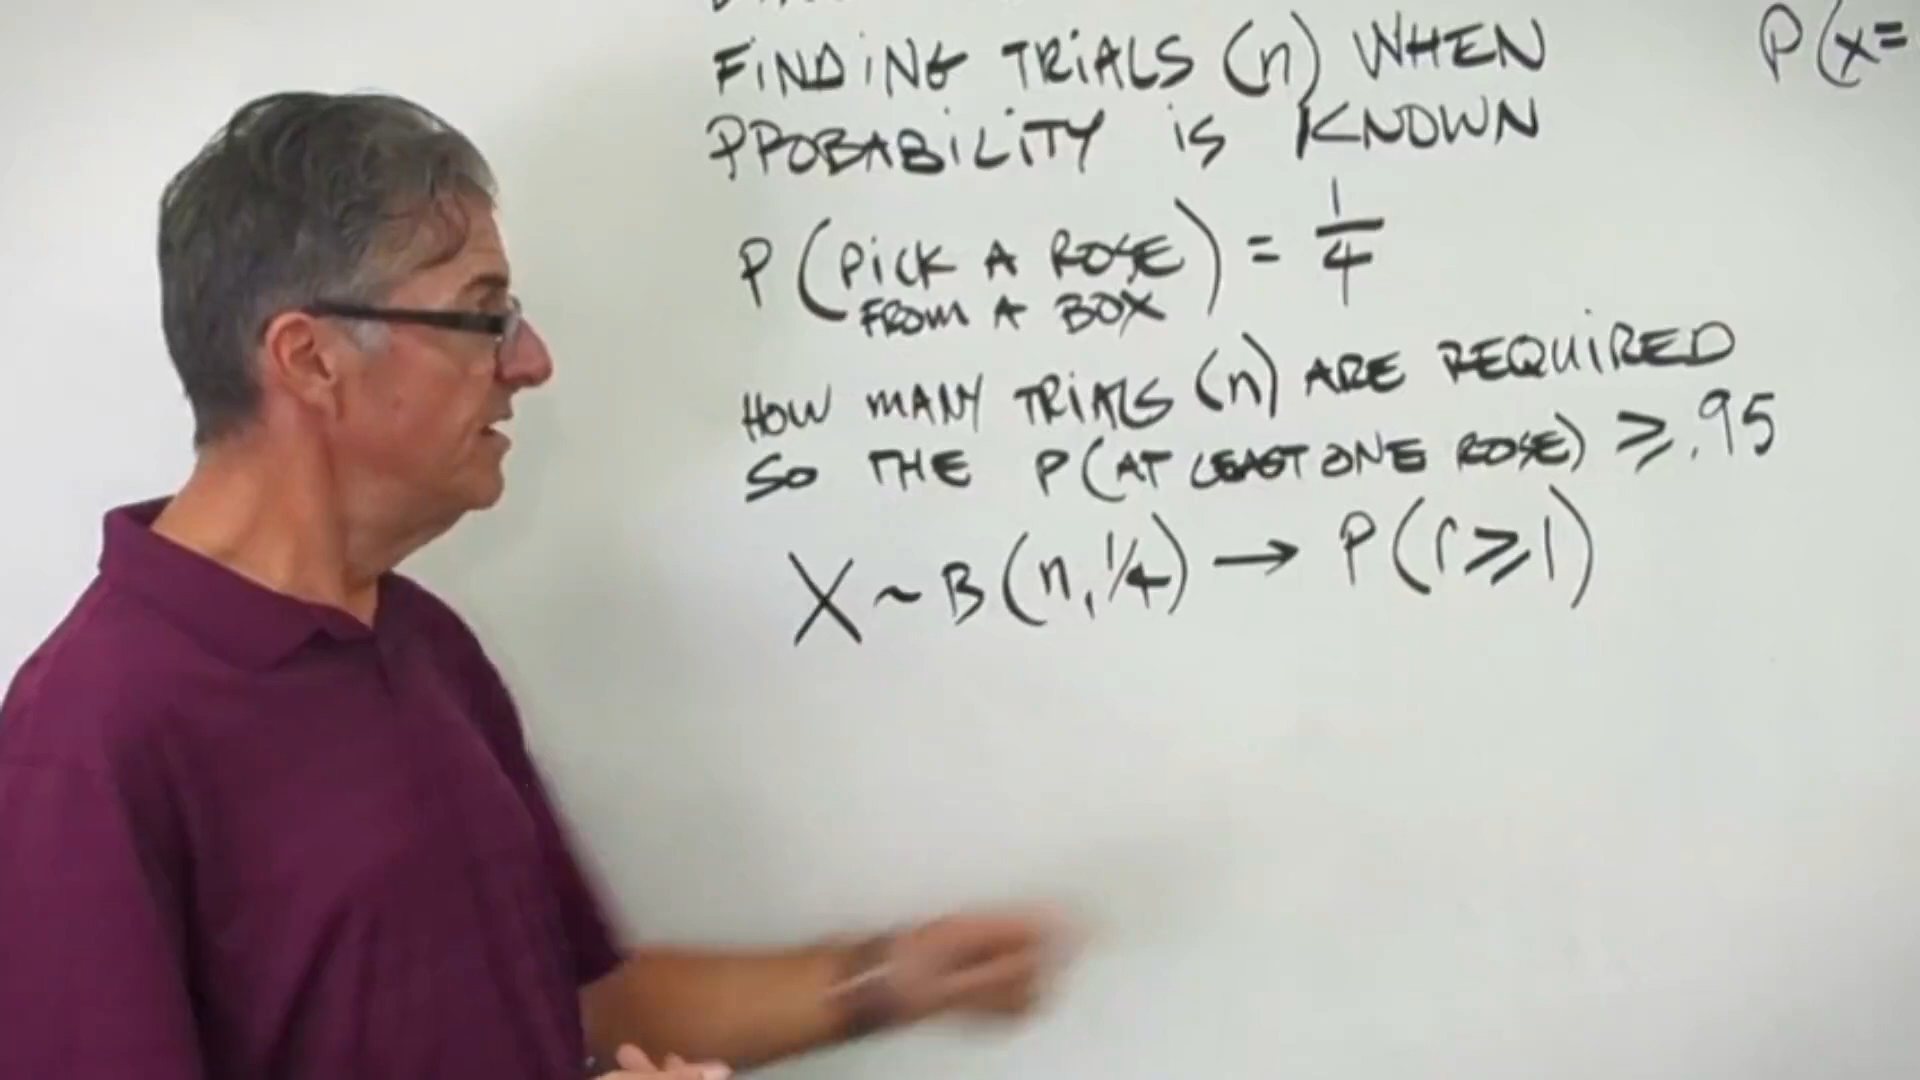 FINDING TRIALS (n) WHEN
PROBABILITY IS KNOWN
P(x=
P (PICK A ROSE FROM A BOX) = 1/4
HOW MANY TRIALS (n) ARE REQUIRED
SO THE P(AT LEAST ONE ROSE) ≥ .95
X ~ B(n, 1/4) → P(r ≥ 1)